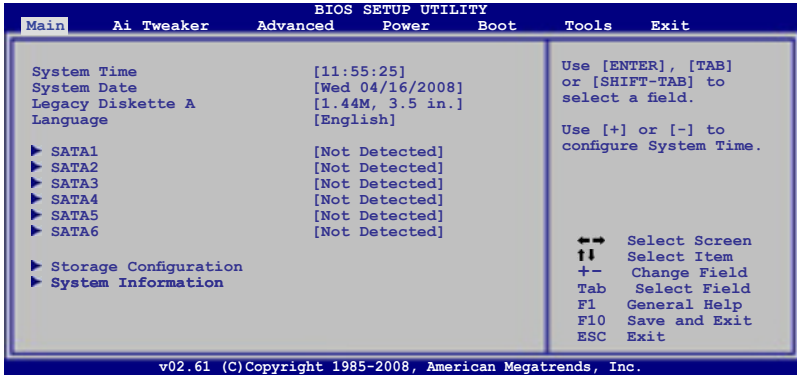 BIOS SETUP UTILITY
Main Ai Tweaker Advanced Power Boot Tools Exit
System Time [11:55:25]
System Date [Wed 04/16/2008]
Legacy Diskette A [1.44M, 3.5 in.]
Language [English]
SATA1 [Not Detected]
SATA2 [Not Detected]
SATA3 [Not Detected]
SATA4 [Not Detected]
SATA5 [Not Detected]
SATA6 [Not Detected]
Storage Configuration
System Information
Use [ENTER], [TAB]
or [SHIFT-TAB] to
select a field.
Use [+] or [-] to
configure System Time.
←→ Select Screen
↑↓ Select Item
+- Change Field
Tab Select Field
F1 General Help
F10 Save and Exit
ESC Exit
v02.61 (C)Copyright 1985-2008, American Megatrends, Inc.